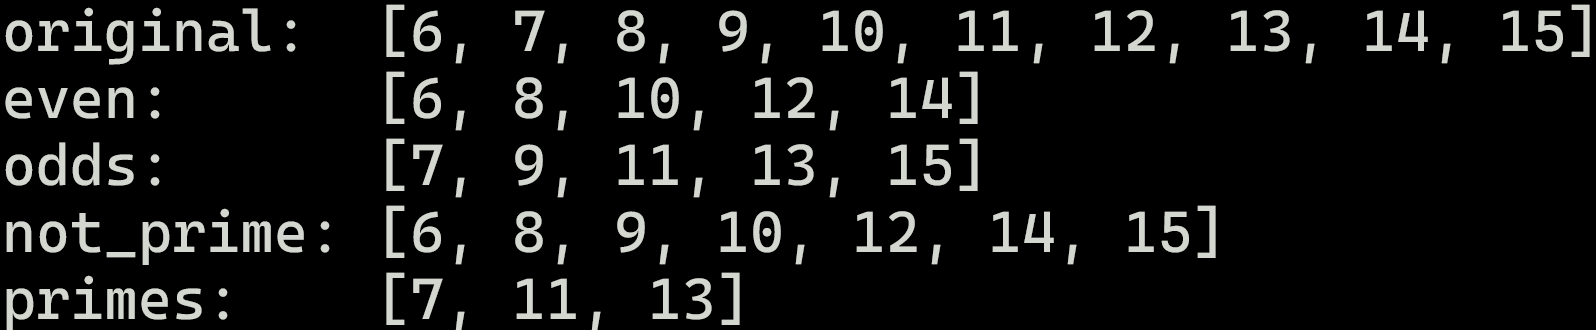 original:  [6, 7, 8, 9, 10, 11, 12, 13, 14, 15]
even:      [6, 8, 10, 12, 14]
odds:      [7, 9, 11, 13, 15]
not_prime: [6, 8, 9, 10, 12, 14, 15]
primes:    [7, 11, 13]